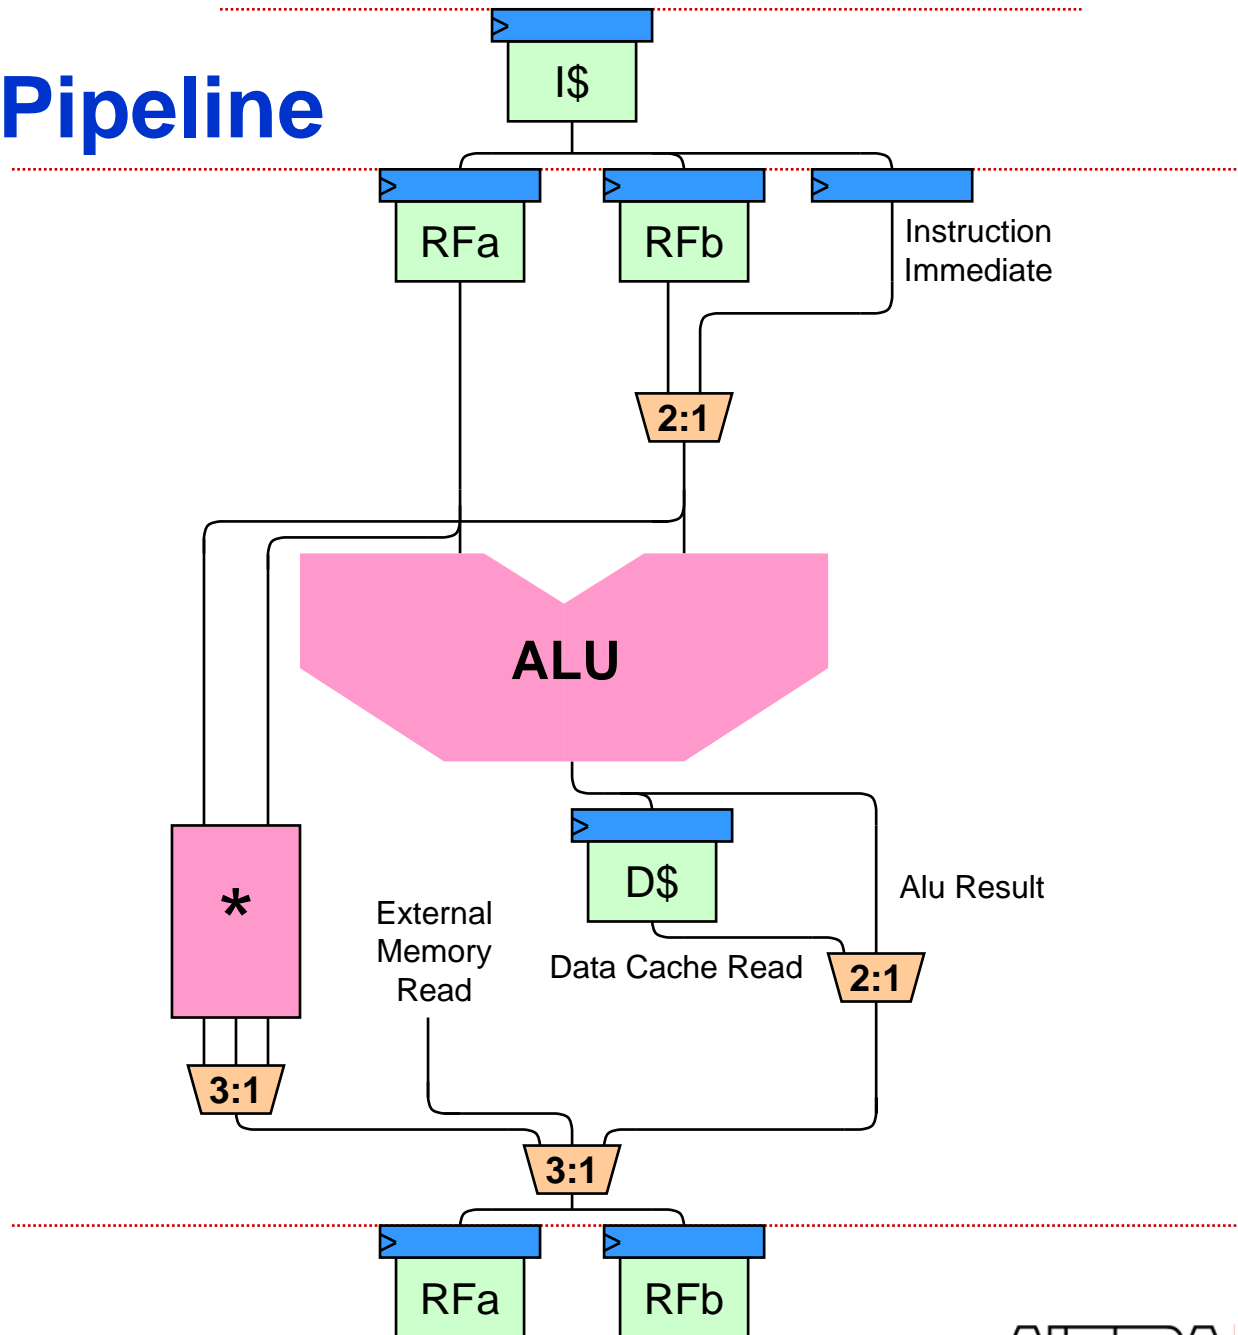 I$
Pipeline
RFa
RFb
Instruction
Immediate
2:1
ALU
*
D$
Alu Result
External
Memory
Read
Data Cache Read
2:1
3:1
3:1
RFa
RFb